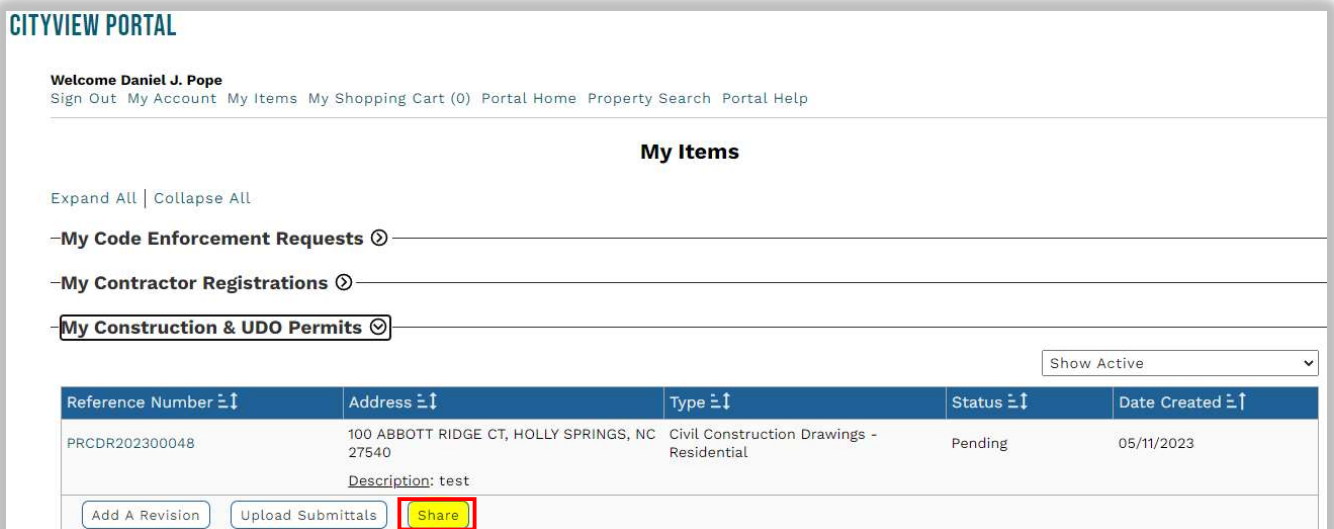 CITYVIEW PORTAL
Welcome Daniel J. Pope
Sign Out My Account My Items My Shopping Cart (0) Portal Home Property Search Portal Help
My Items
Expand All | Collapse All
My Code Enforcement Requests
My Contractor Registrations
My Construction & UDO Permits
Show Active
Reference Number Address Type Status Date Created
PRCDR202300048 100 ABBOTT RIDGE CT, HOLLY SPRINGS, NC Civil Construction Drawings - Pending 05/11/2023
27540 Residential
Description: test
Add A Revision Upload Submittals Share